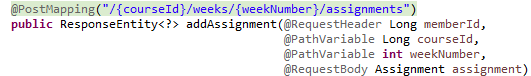 @PostMapping("/{courseId}/weeks/{weekNumber}/assignments")
public ResponseEntity<?> addAssignment(@RequestHeader Long memberId,
@PathVariable Long courseId,
@PathVariable int weekNumber,
@RequestBody Assignment assignment)